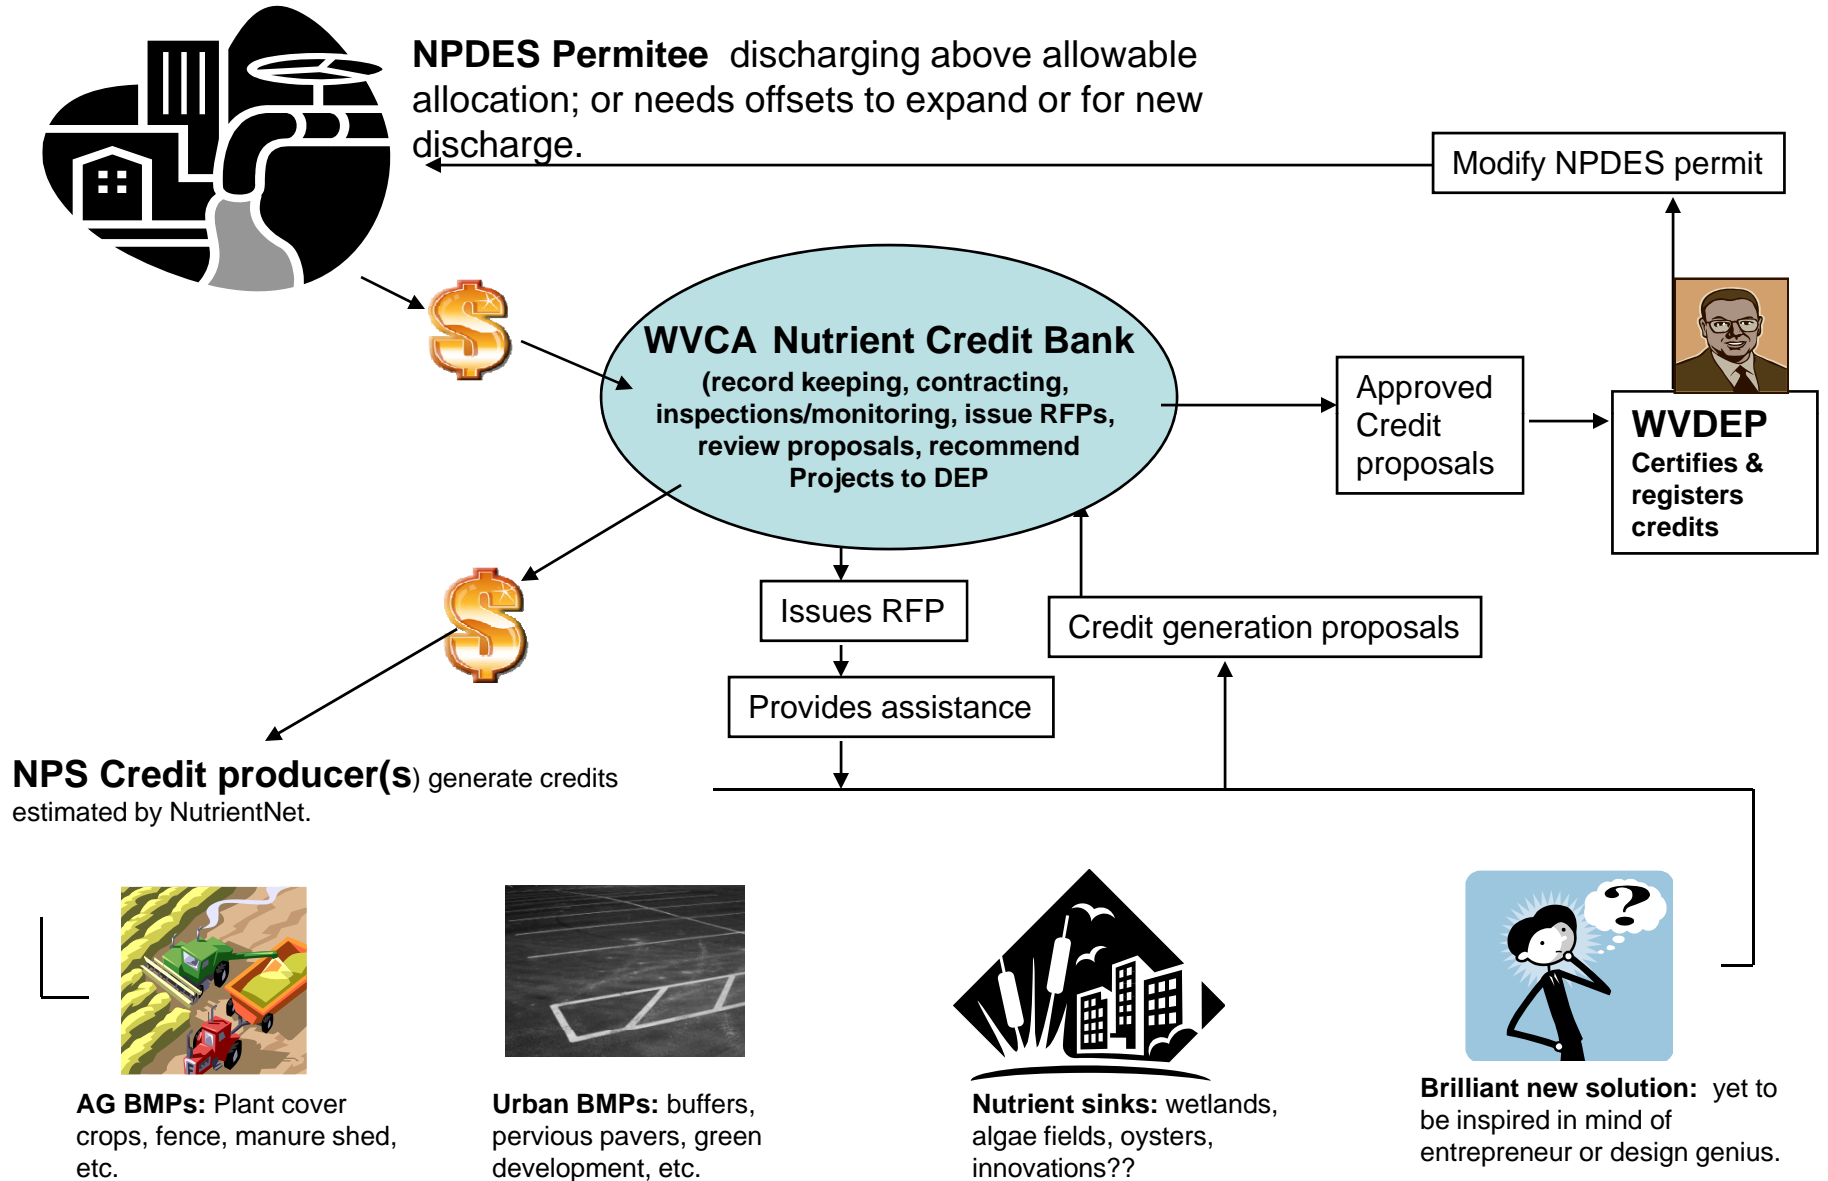 NPDES Permitee discharging above allowable
allocation; or needs offsets to expand or for new
discharge.
Modify NPDES permit
WVCA Nutrient Credit Bank
(record keeping, contracting,
inspections/monitoring, issue RFPs,
review proposals, recommend
Projects to DEP
Approved
Credit
proposals
WVDEP
Certifies &
registers
credits
$
$
Issues RFP
Credit generation proposals
Provides assistance
NPS Credit producer(s) generate credits
estimated by NutrientNet.
?
AG BMPs: Plant cover
crops, fence, manure shed,
etc.
Urban BMPs: buffers,
pervious pavers, green
development, etc.
Nutrient sinks: wetlands,
algae fields, oysters,
innovations??
Brilliant new solution: yet to
be inspired in mind of
entrepreneur or design genius.